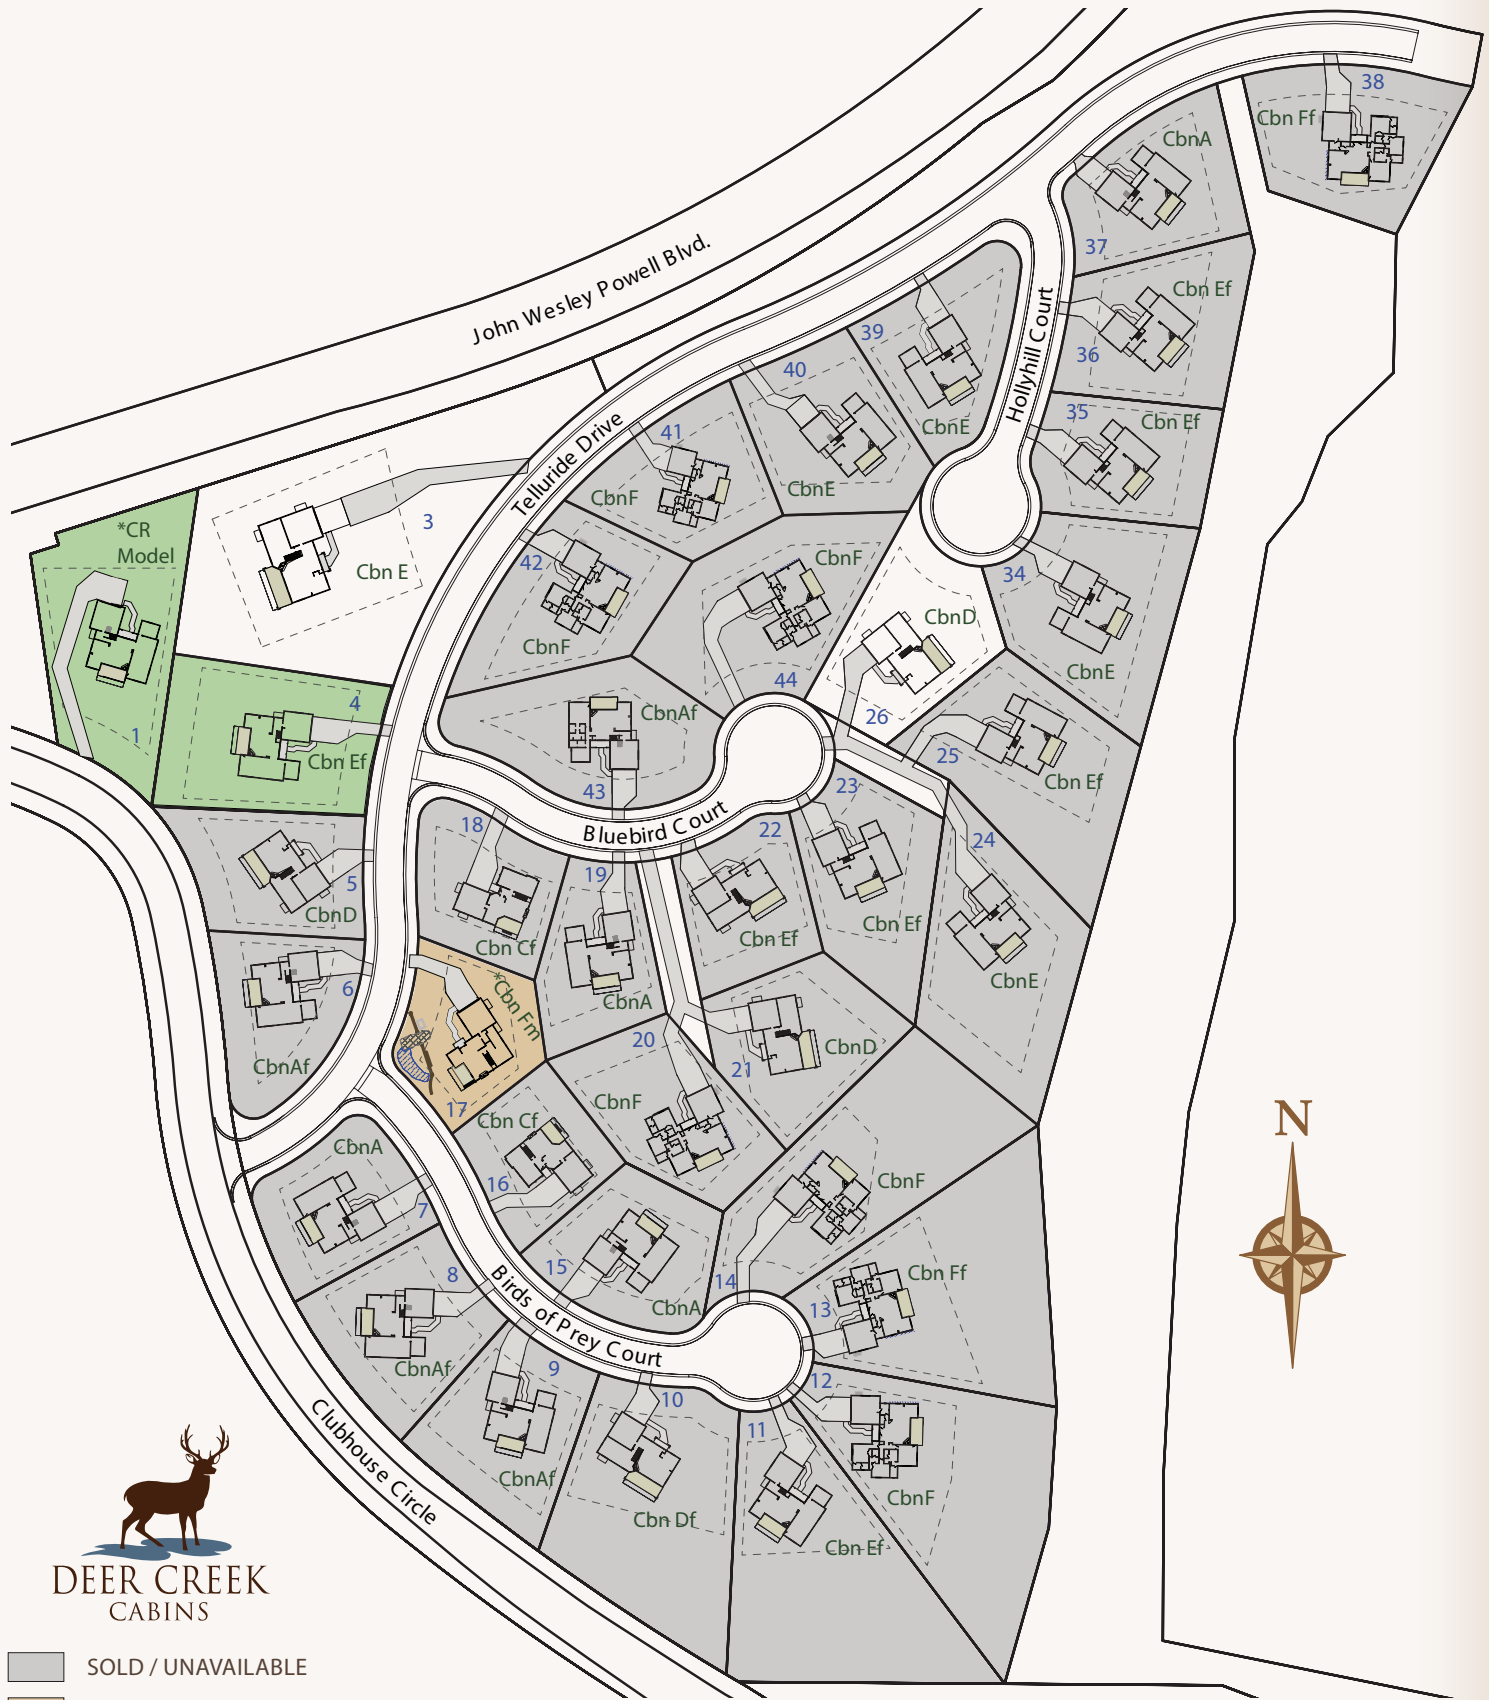 38
Cbn Ff
CbnA
37
John Wesley Powell Blvd.
Cbn Ef
36
Hollyhill Court
39
CbnE
40
CbnE
35
Cbn Ef
Telluride Drive
41
CbnF
3
Cbn E
*CR
Model
1
42
CbnF
CbnF
44
34
CbnE
CbnD
26
4
Cbn Ef
CbnAf
43
25
Cbn Ef
Bluebird Court
23
Cbn Ef
22
Cbn Ef
24
CbnE
18
Cbn Cf
19
CbnA
5
CbnD
6
CbnAf
*Cbn Fm
17
20
CbnF
21
CbnD
Cbn Cf
16
CbnA
7
15
CbnA
14
CbnF
Cbn Ff
13
8
CbnAf
Birds of Prey Court
9
CbnAf
10
Cbn Df
11
Cbn Ef
12
CbnF
Clubhouse Circle
N
DEER CREEK
CABINS
SOLD / UNAVAILABLE